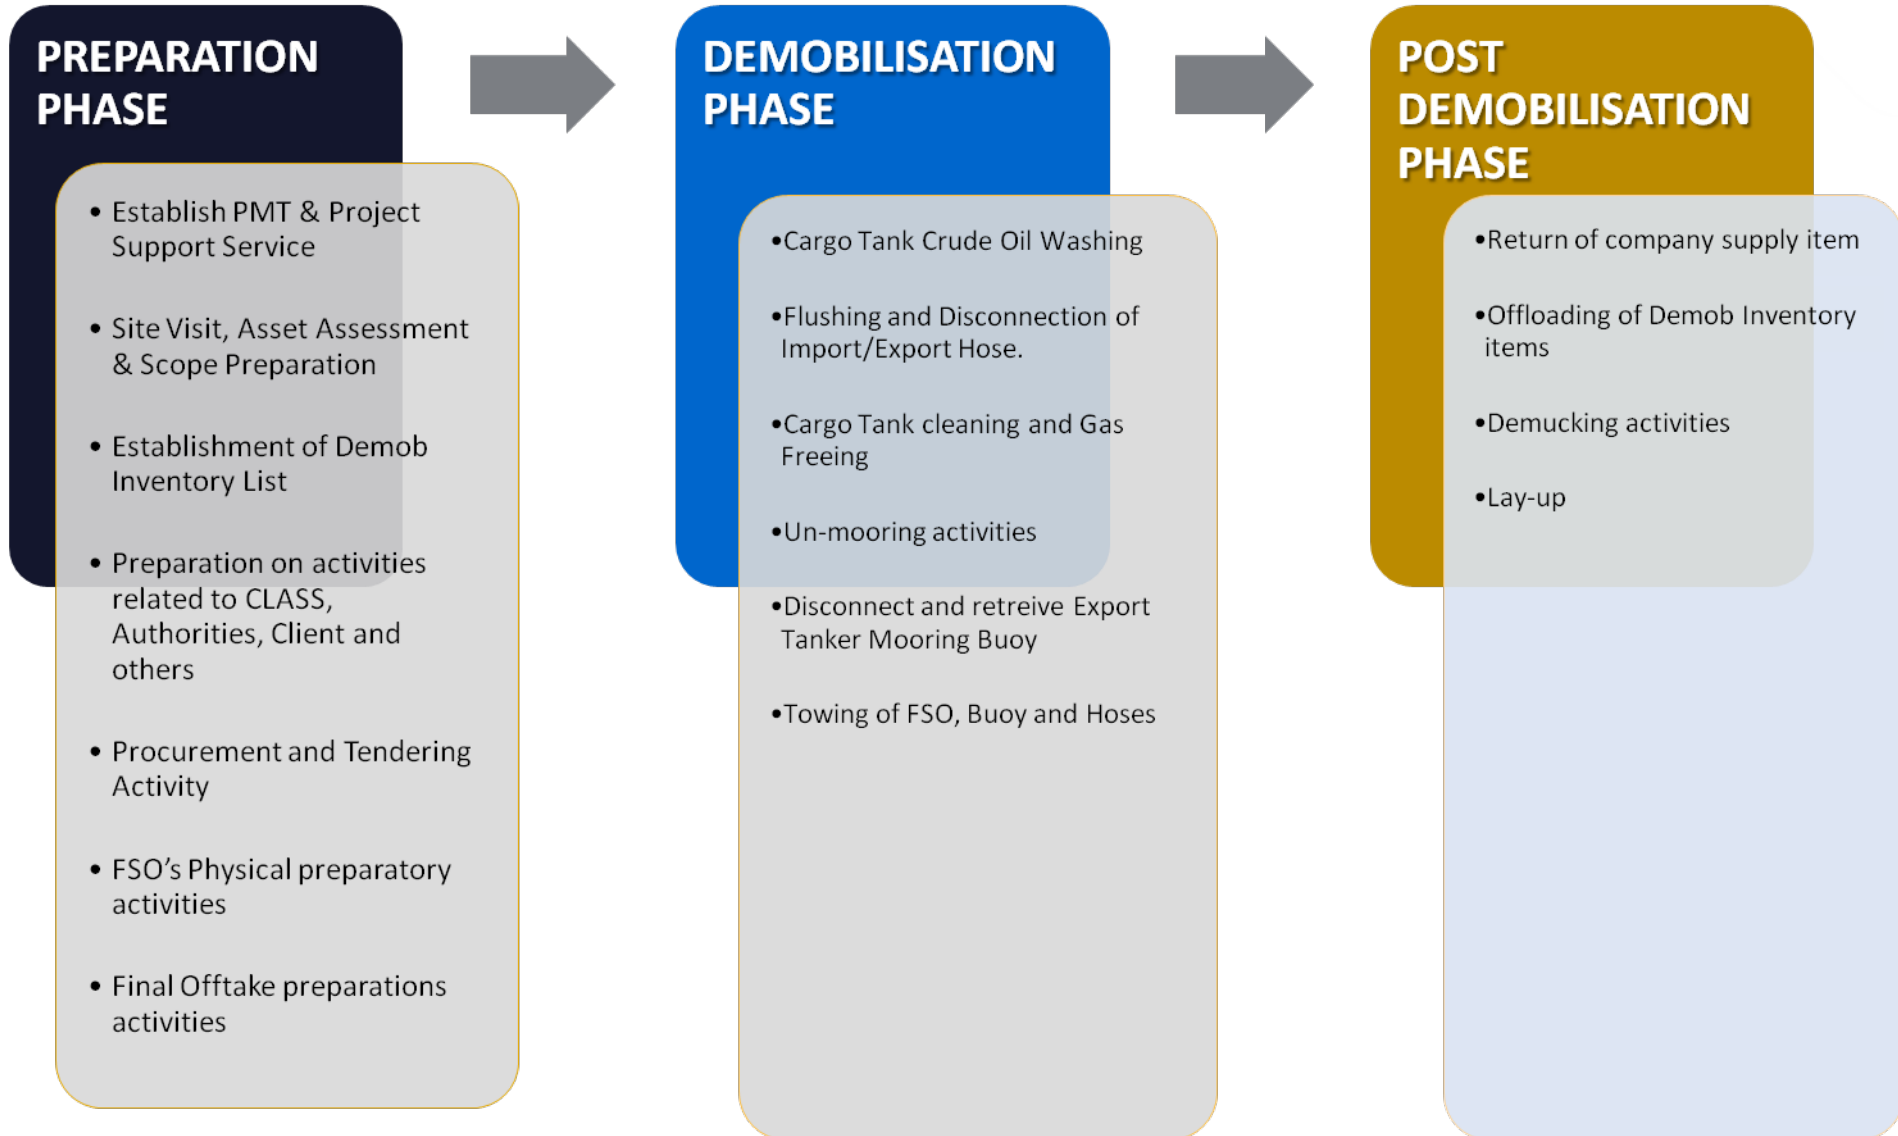 PREPARATION
PHASE
• Establish PMT & Project
Support Service
• Site Visit, Asset Assessment
& Scope Preparation
• Establishment of Demob
Inventory List
• Preparation on activities
related to CLASS,
Authorities, Client and
others
• Procurement and Tendering
Activity
• FSO’s Physical preparatory
activities
• Final Offtake preparations
activities
DEMOBILISATION
PHASE
•Cargo Tank Crude Oil Washing
•Flushing and Disconnection of
Import/Export Hose.
•Cargo Tank cleaning and Gas
Freeing
•Un-mooring activities
•Disconnect and retreive Export
Tanker Mooring Buoy
•Towing of FSO, Buoy and Hoses
POST
DEMOBILISATION
PHASE
•Return of company supply item
•Offloading of Demob Inventory
items
•Demucking activities
•Lay-up